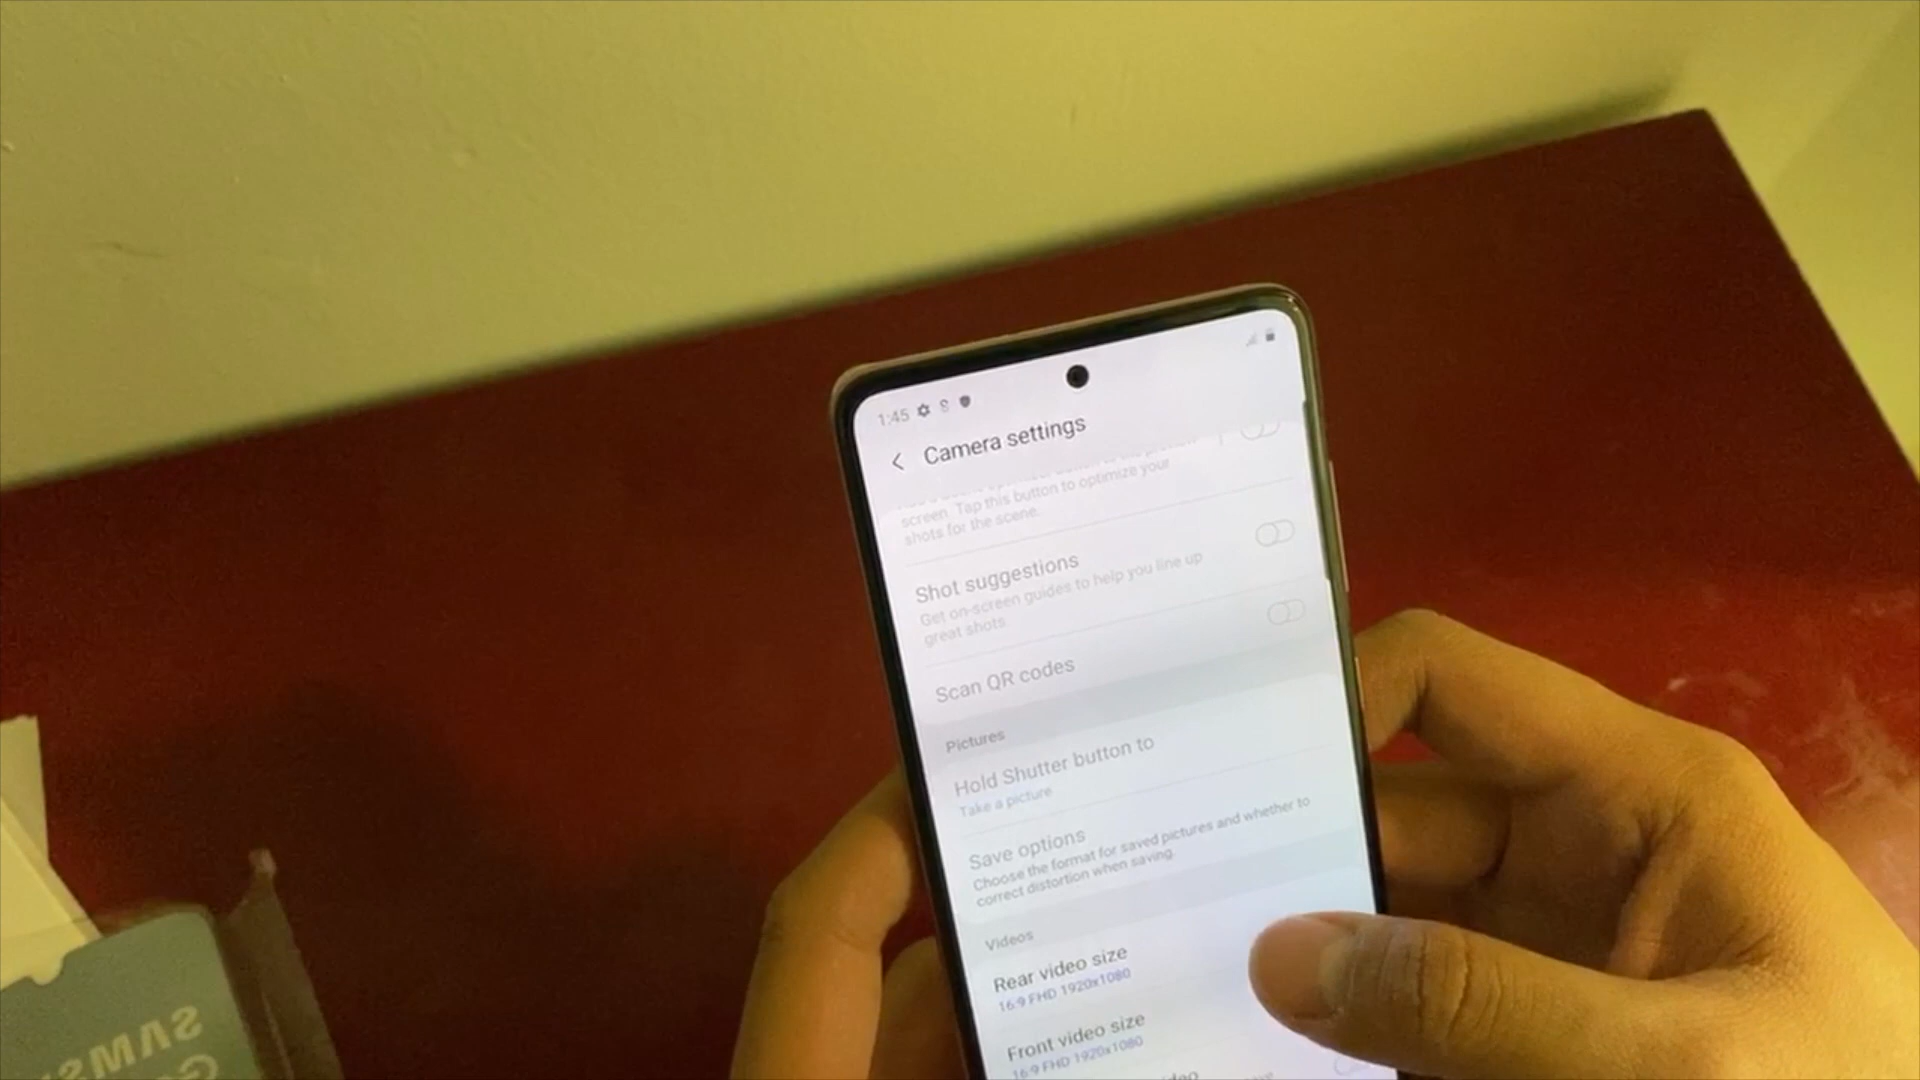 1:45
Camera settings
screen. Tap this button to optimize your
shots for the scene.
Shot suggestions
Get on-screen guides to help you line up
great shots.
Scan QR codes
Pictures
Hold Shutter button to
Take a picture
Save options
Choose the format for saved pictures and whether to
correct distortion when saving.
Videos
Rear video size
16:9 FHD 1920x1080
Front video size
16:9 FHD 1920x1080
SAMS